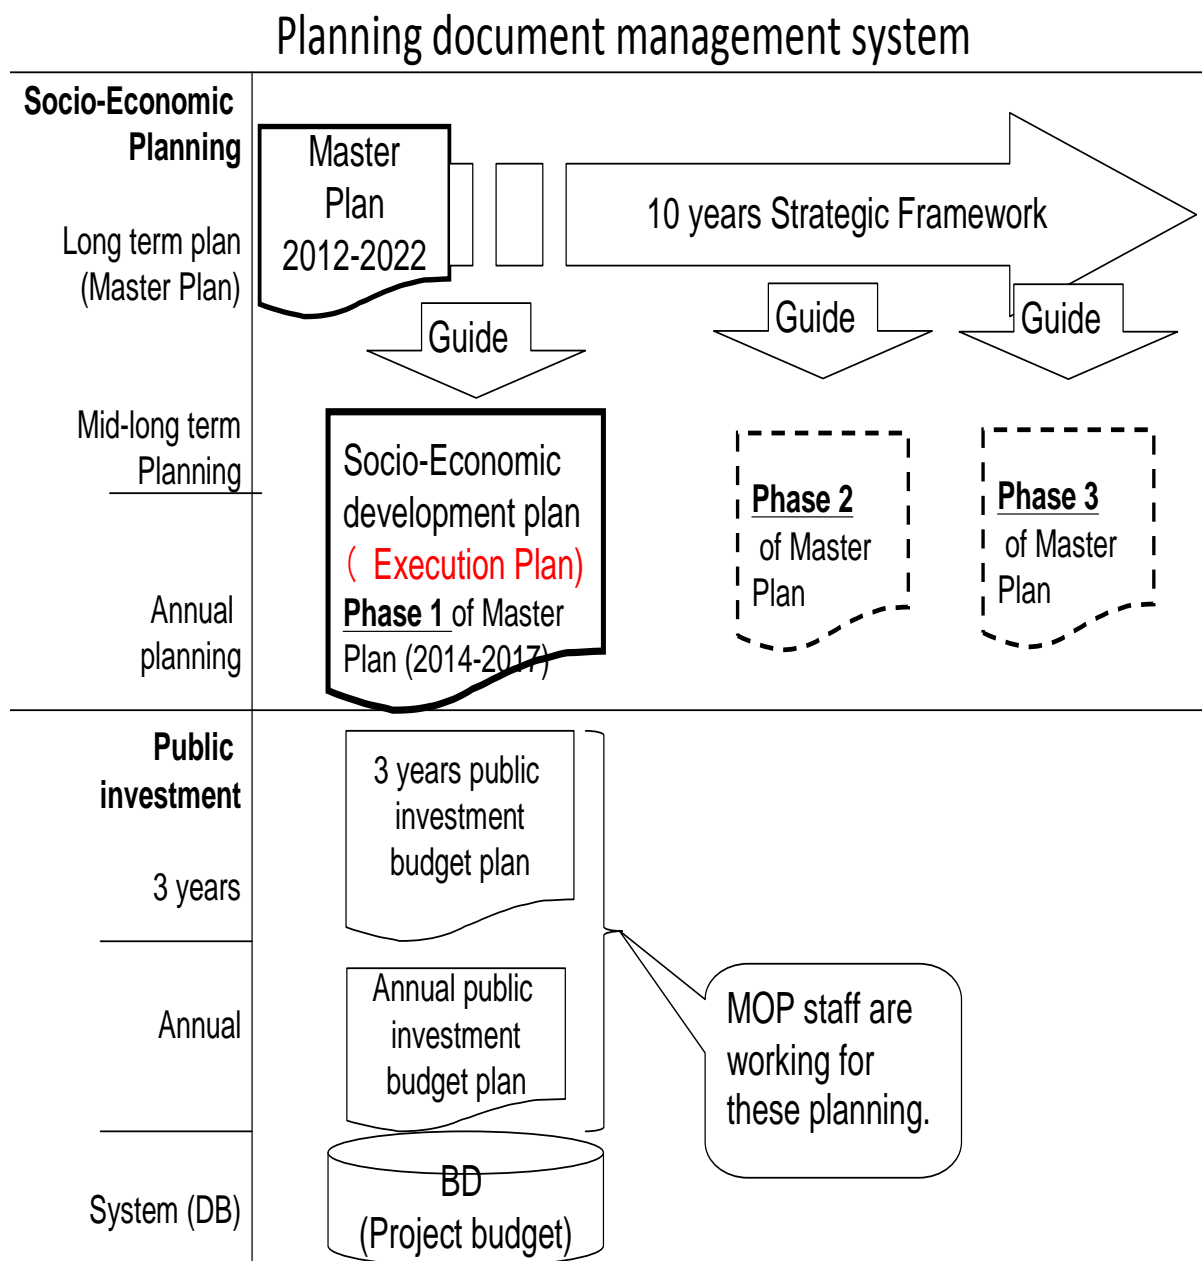 Planning document management system
Socio-Economic
Planning
Long term plan
(Master Plan)
Master
Plan
2012-2022
10 years Strategic Framework
Guide
Guide
Guide
Mid-long term
Planning
Annual
planning
Socio-Economic
development plan
( Execution Plan)
Phase 1 of Master
Plan (2014-2017)
Phase 2
of Master
Plan
Phase 3
of Master
Plan
Public
investment
3 years
3 years public
investment
budget plan
Annual
Annual public
investment
budget plan
MOP staff are
working for
these planning.
System (DB)
BD
(Project budget)